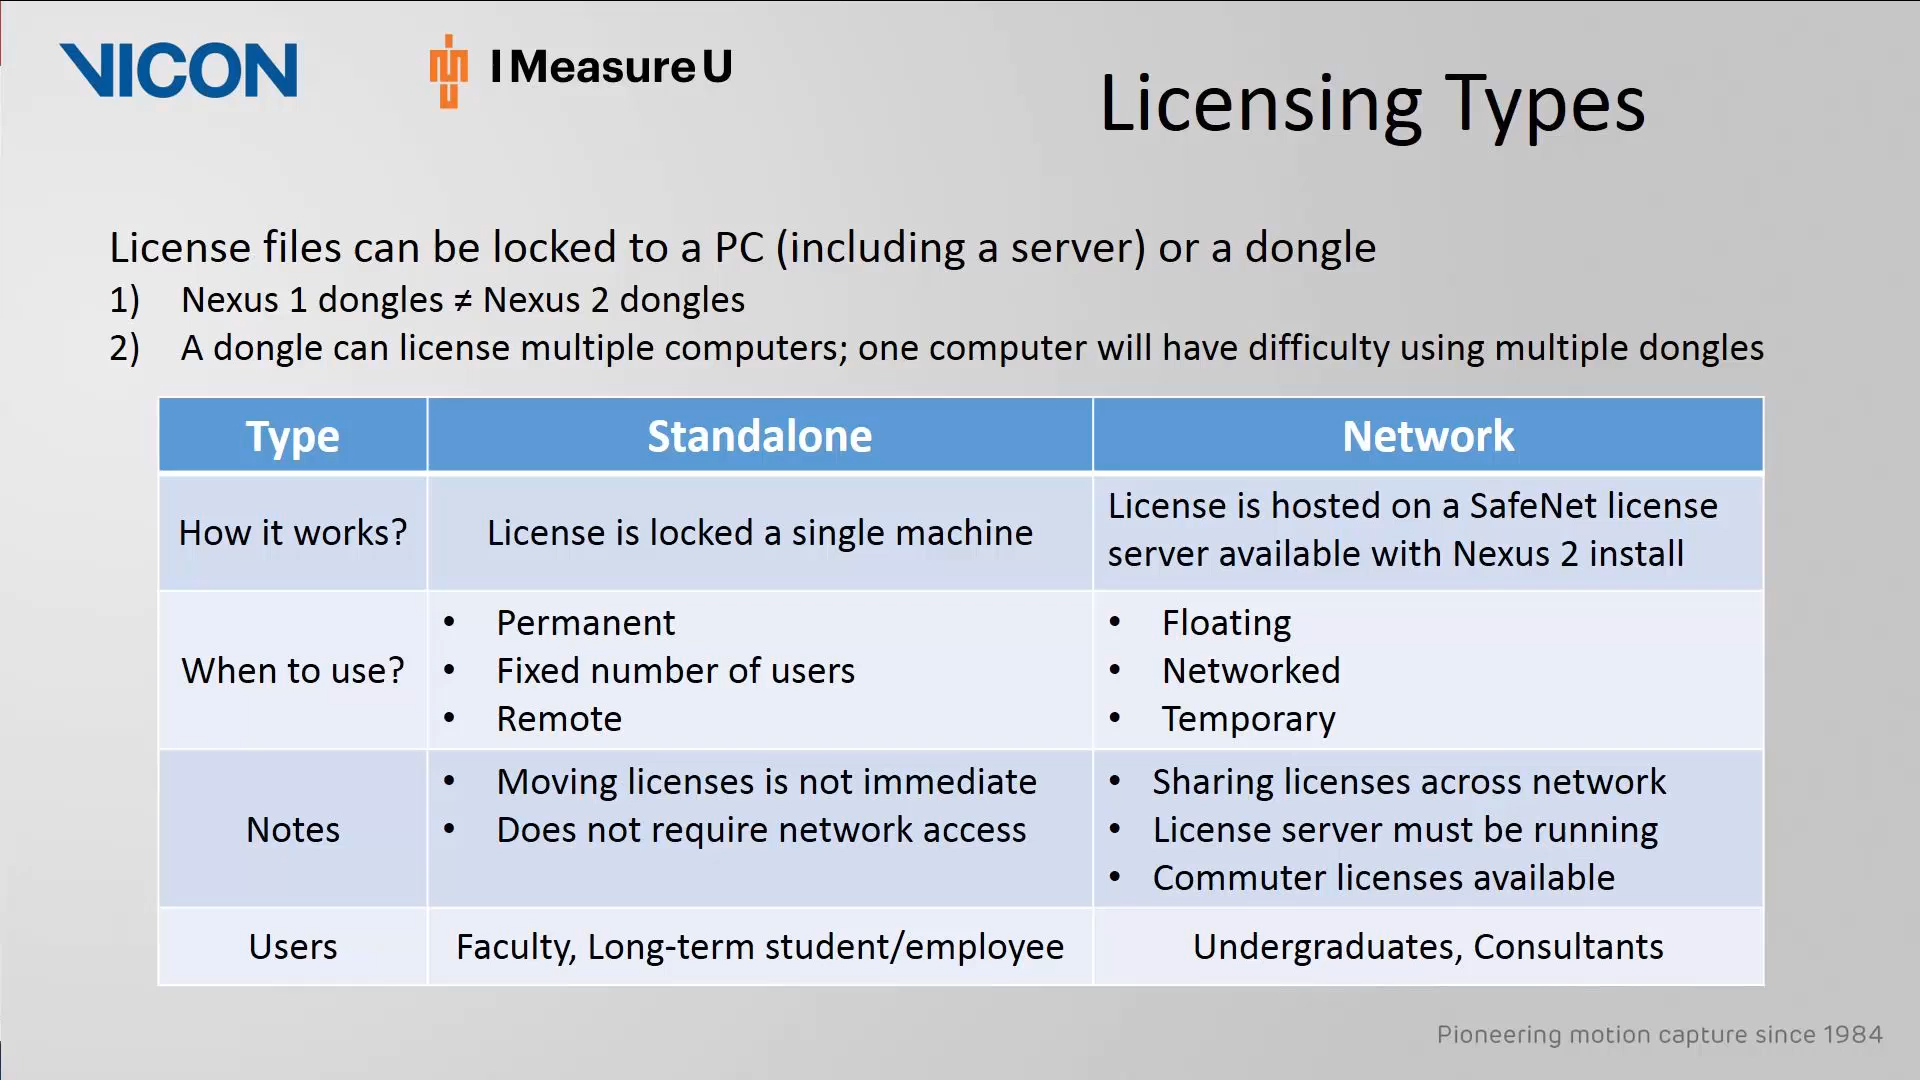 VICON
I Measure U
Licensing Types
License files can be locked to a PC (including a server) or a dongle
1) Nexus 1 dongles ≠ Nexus 2 dongles
2) A dongle can license multiple computers; one computer will have difficulty using multiple dongles
Type Standalone Network
How it works?
License is locked a single machine
License is hosted on a SafeNet license
server available with Nexus 2 install
When to use?
• Permanent
• Fixed number of users
• Remote
• Floating
• Networked
• Temporary
Notes
• Moving licenses is not immediate
• Does not require network access
• Sharing licenses across network
• License server must be running
• Commuter licenses available
Users
Faculty, Long-term student/employee
Undergraduates, Consultants
Pioneering motion capture since 1984